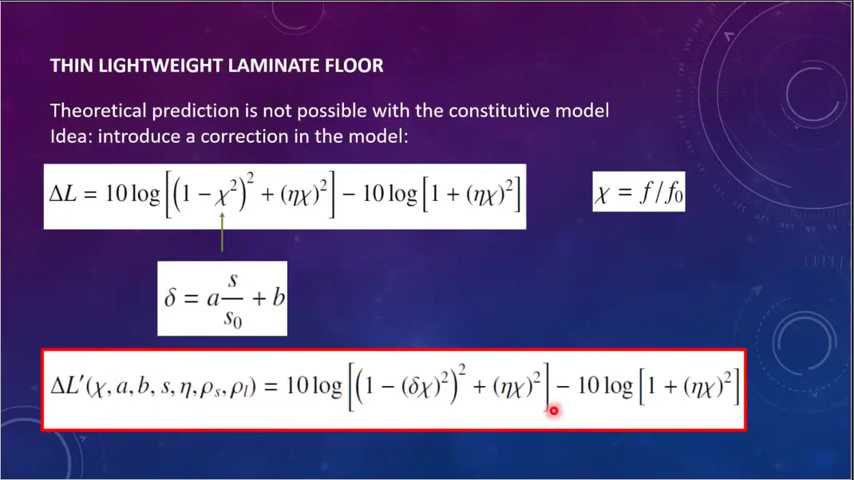 THIN LIGHTWEIGHT LAMINATE FLOOR
Theoretical prediction is not possible with the constitutive model
Idea: introduce a correction in the model:
ΔL = 10 log[(1 − χ²)² + (ηχ)²] − 10 log[1 + (ηχ)²]
χ = f/f₀
δ = a s/s₀ + b
ΔL′(χ, a, b, s, η, ρₛ, ρₗ) = 10 log[(1 − (δχ)²)² + (ηχ)²] − 10 log[1 + (ηχ)²]